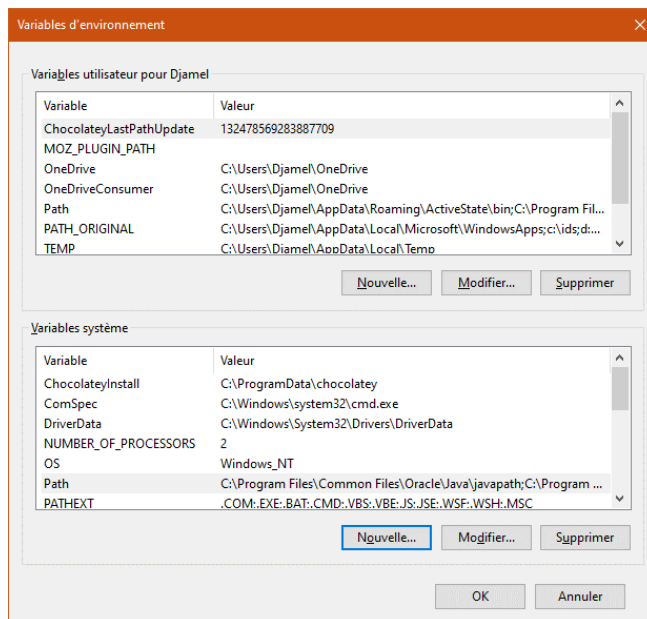 Variables d'environnement
Variables utilisateur pour Djamel
Variable Valeur
ChocolateyLastPathUpdate 132478569283887709
MOZ_PLUGIN_PATH
OneDrive C:\Users\Djamel\OneDrive
OneDriveConsumer C:\Users\Djamel\OneDrive
Path C:\Users\Djamel\AppData\Roaming\ActiveState\bin;C:\Program Fil...
PATH_ORIGINAL C:\Users\Djamel\AppData\Local\Microsoft\WindowsApps;c:\ids;d:...
TEMP C:\Users\Djamel\AppData\Local\Temp
Nouvelle... Modifier... Supprimer
Variables système
Variable Valeur
ChocolateyInstall C:\ProgramData\chocolatey
ComSpec C:\Windows\system32\cmd.exe
DriverData C:\Windows\System32\Drivers\DriverData
NUMBER_OF_PROCESSORS 2
OS Windows_NT
Path C:\Program Files\Common Files\Oracle\Java\javapath;C:\Program ...
PATHEXT .COM;.EXE;.BAT;.CMD;.VBS;.VBE;.JS;.JSE;.WSF;.WSH;.MSC
Nouvelle... Modifier... Supprimer
OK Annuler